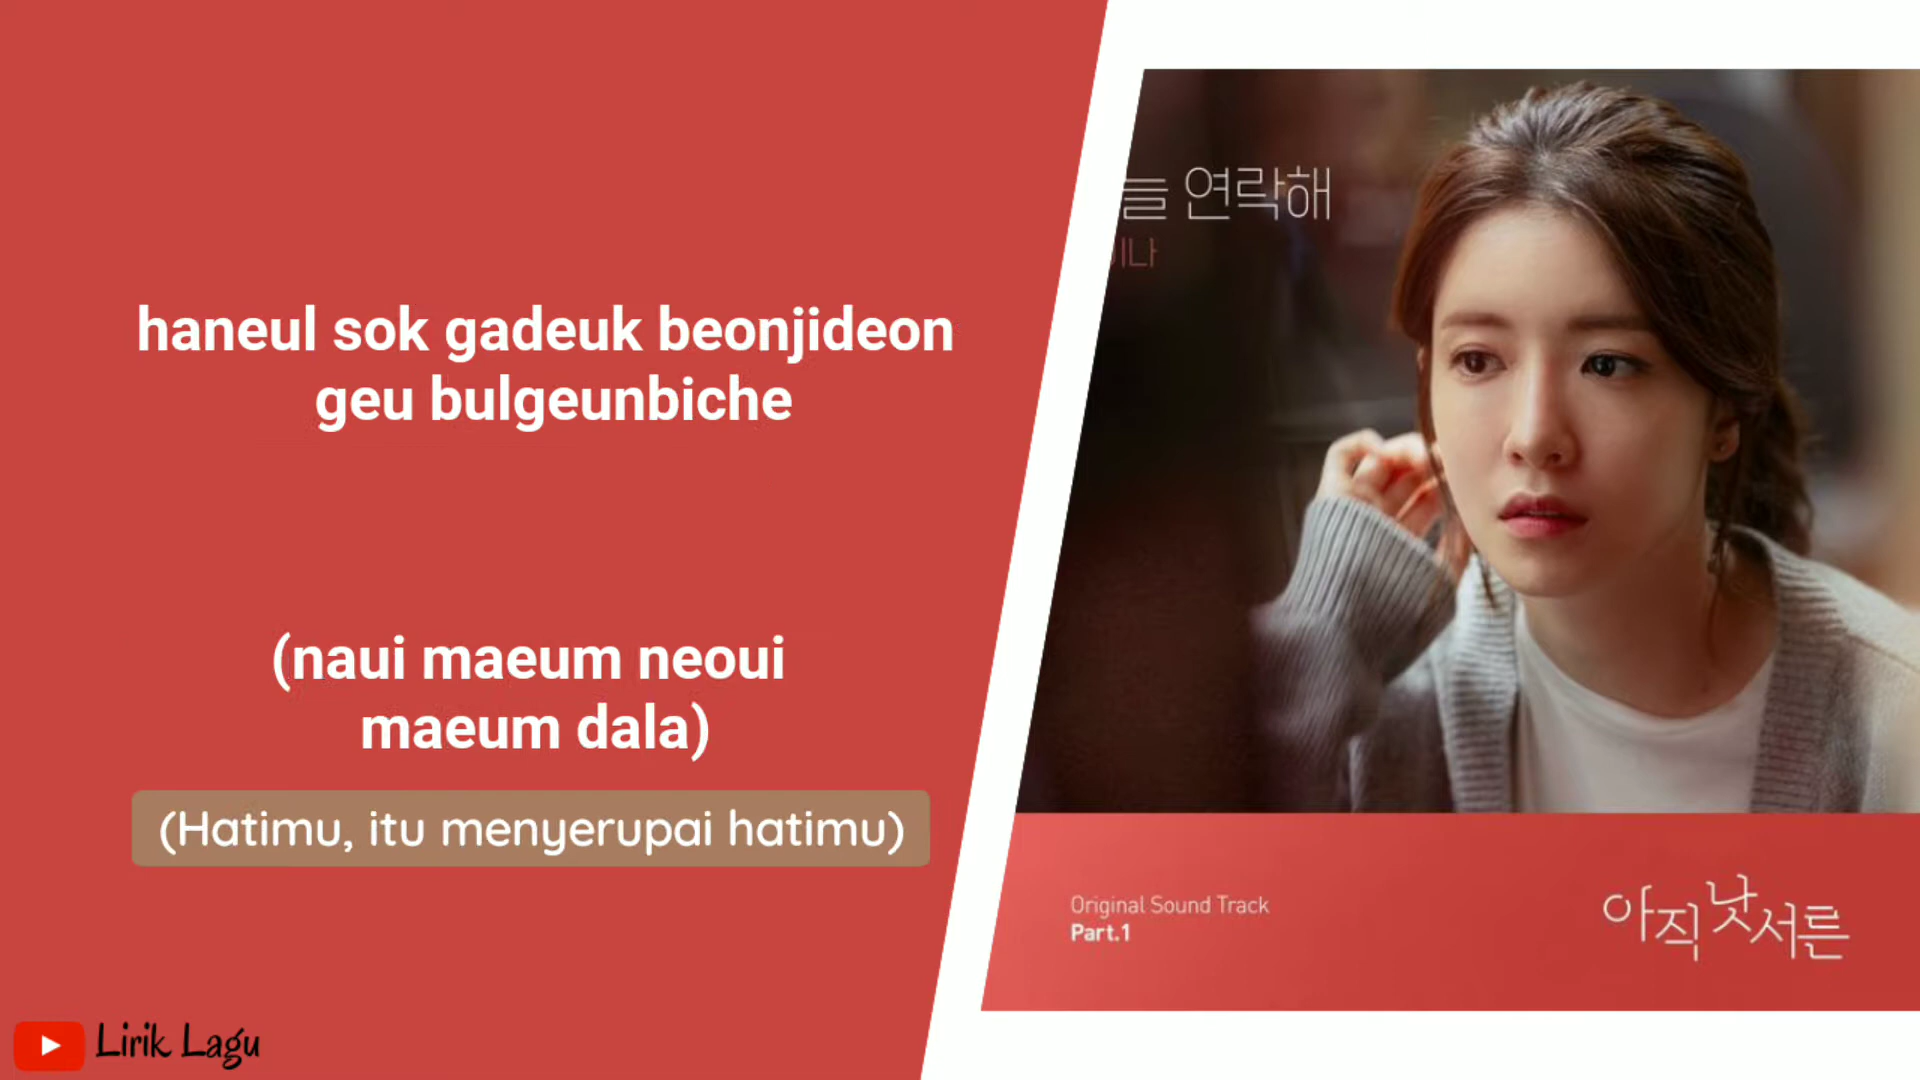 haneul sok gadeuk beonjideon
geu bulgeunbiche
(naui maeum neoui
maeum dala)
(Hatimu, itu menyerupai hatimu)
Lirik Lagu
연락해
Original Sound Track
Part.1
아직 낫서른